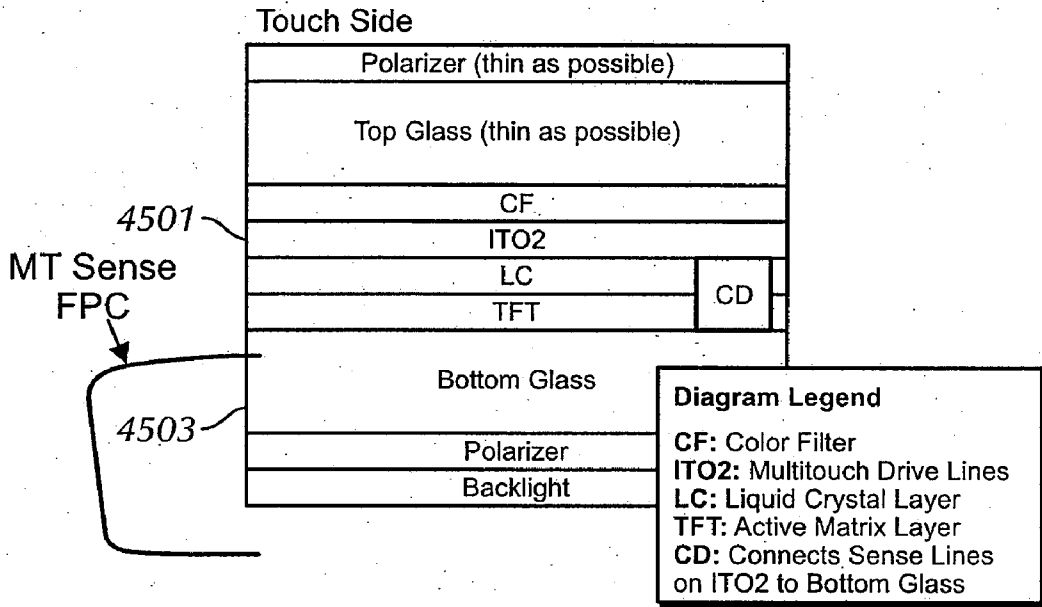 Touch Side
Polarizer (thin as possible)
Top Glass (thin as possible)
CF
4501
ITO2
MT Sense
FPC
LC
CD
TFT
Bottom Glass
4503
Polarizer
Backlight
Diagram Legend
CF: Color Filter
ITO2: Multitouch Drive Lines
LC: Liquid Crystal Layer
TFT: Active Matrix Layer
CD: Connects Sense Lines
on ITO2 to Bottom Glass